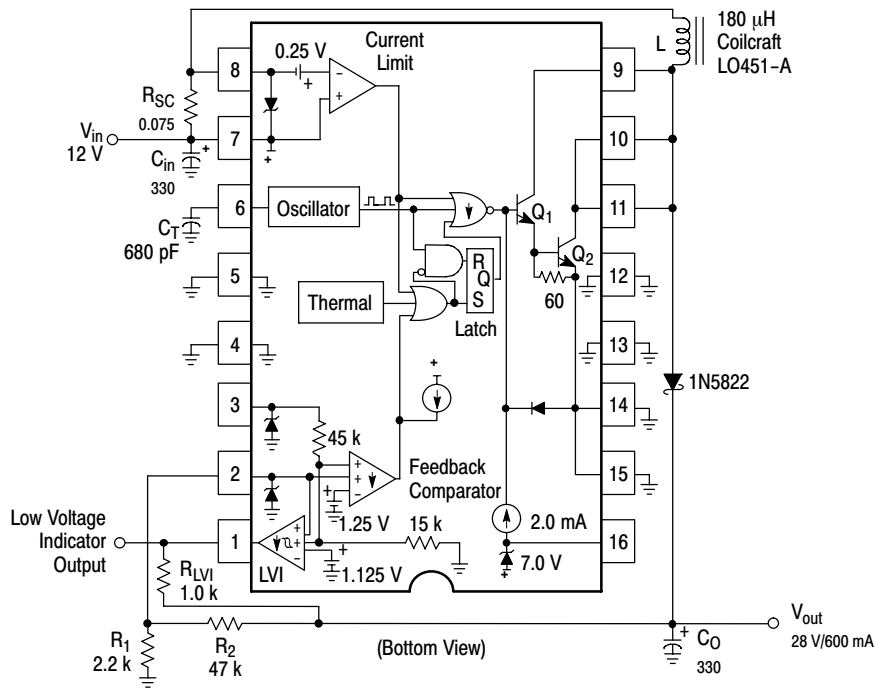 180 µH
Coilcraft
LO451-A
L
Current
Limit
0.25 V
8
9
RSC
0.075
Vin
12 V
7
10
Cin
330
6
Oscillator
11
CT
680 pF
Q1
Q2
60
5
12
R
Q
S
Latch
Thermal
4
13
1N5822
3
14
45 k
2
Feedback
Comparator
15
Low Voltage
Indicator
Output
1
1.25 V
15 k
2.0 mA
16
LVI
1.125 V
7.0 V
RLVI
1.0 k
(Bottom View)
R1
2.2 k
R2
47 k
CO
330
Vout
28 V/600 mA